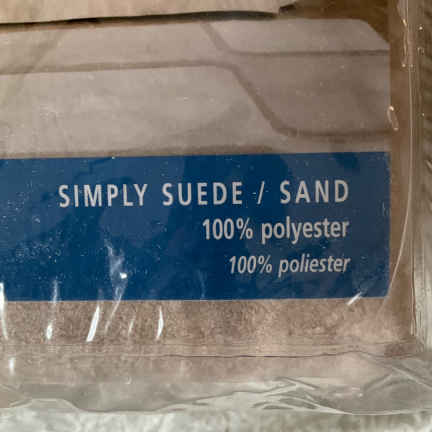 SIMPLY SUEDE / SAND
100% polyester
100% poliester